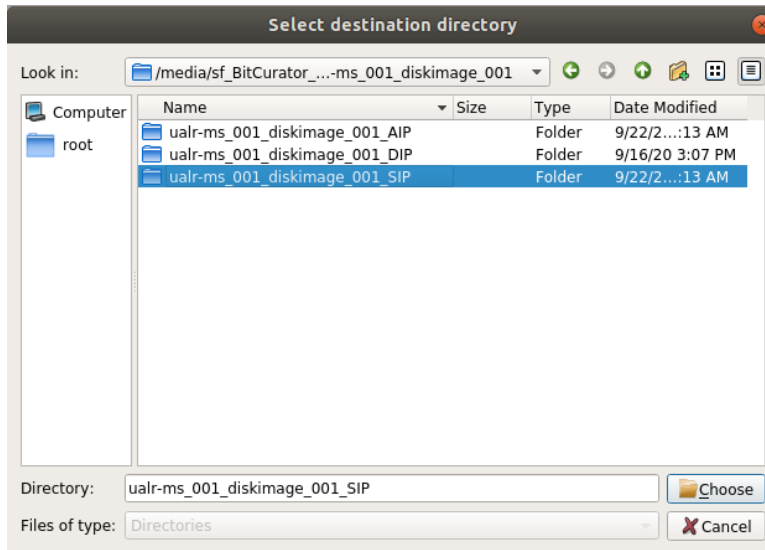 Select destination directory
Look in: /media/sf_BitCurator_...-ms_001_diskimage_001
Computer
root
Name Size Type Date Modified
ualr-ms_001_diskimage_001_AIP Folder 9/22/2...:13 AM
ualr-ms_001_diskimage_001_DIP Folder 9/16/20 3:07 PM
ualr-ms_001_diskimage_001_SIP Folder 9/22/2...:13 AM
Directory: ualr-ms_001_diskimage_001_SIP Choose
Files of type: Directories Cancel